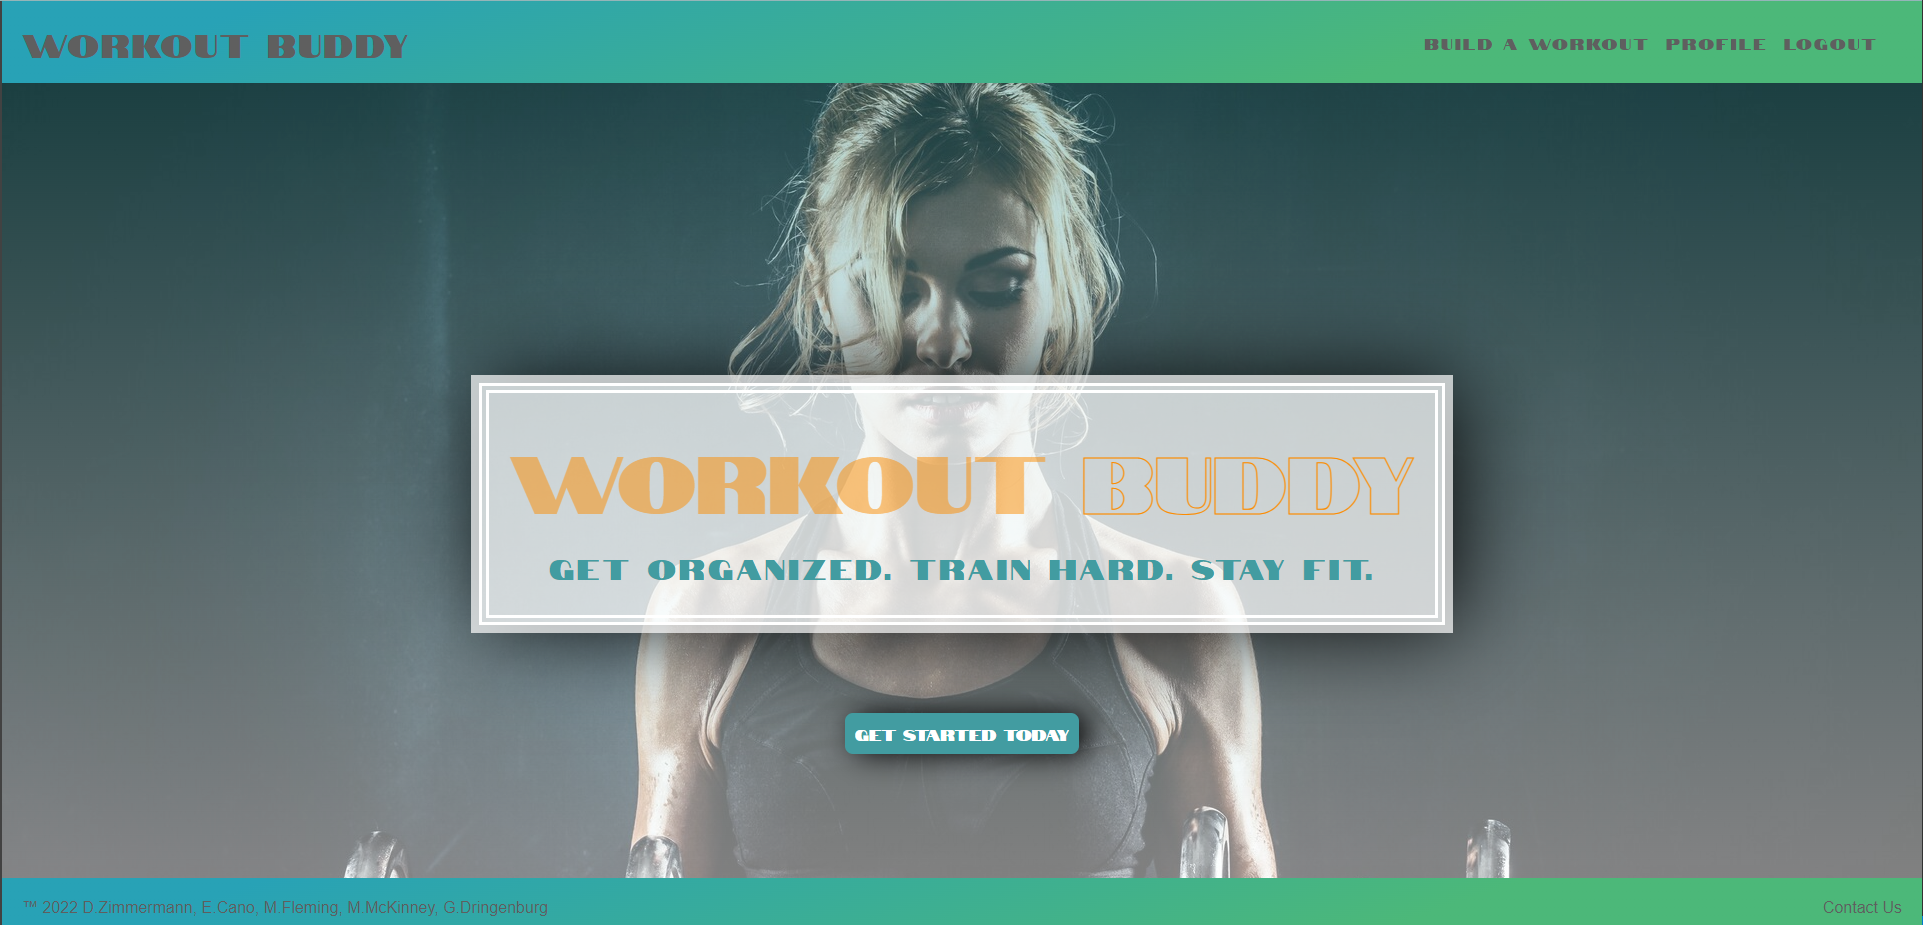 WORKOUT BUDDY
BUILD A WORKOUT PROFILE LOGOUT
WORKOUT BUDDY
GET ORGANIZED. TRAIN HARD. STAY FIT.
GET STARTED TODAY
™ 2022 D.Zimmermann, E.Cano, M.Fleming, M.McKinney, G.Dringenburg
Contact Us